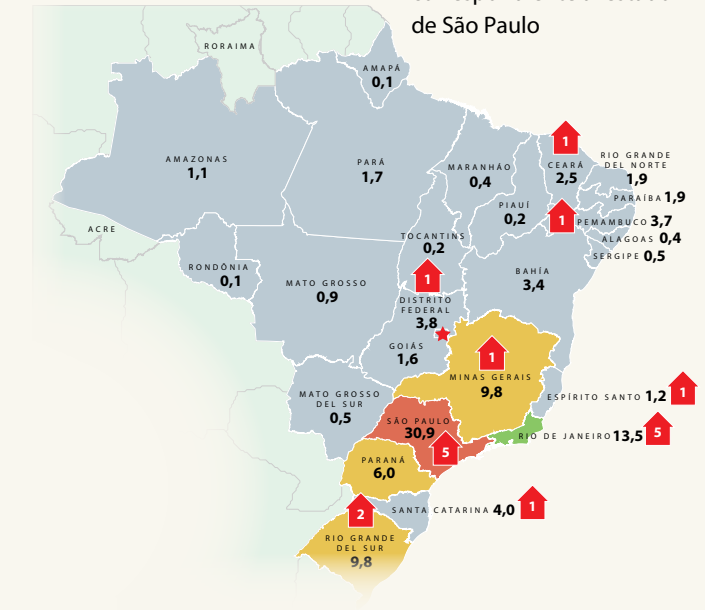 de São Paulo
RORAIMA
AMAPÁ
0,1
AMAZONAS
1,1
PARÁ
1,7
MARANHÁO
0,4
1
CEARÁ
2,5
RIO GRANDE
DEL NORTE
1,9
PIAUÍ
0,2
PARAÍBA 1,9
1
PEMAMBUCO 3,7
ALAGOAS 0,4
SERGIPE 0,5
ACRE
RONDÔNIA
0,1
TOCANTINS
0,2
1
MATO GROSSO
0,9
BAHÍA
3,4
DISTRITO
FEDERAL
3,8
GOIÁS
1,6
1
MINAS GERAIS
9,8
MATO GROSSO
DEL SUR
0,5
ESPÍRITO SANTO 1,2 1
SÃO PAULO
30,9
5
RIO DE JANEIRO 13,5 5
PARANÁ
6,0
2
SANTA CATARINA 4,0 1
RIO GRANDE
DEL SUR
9,8